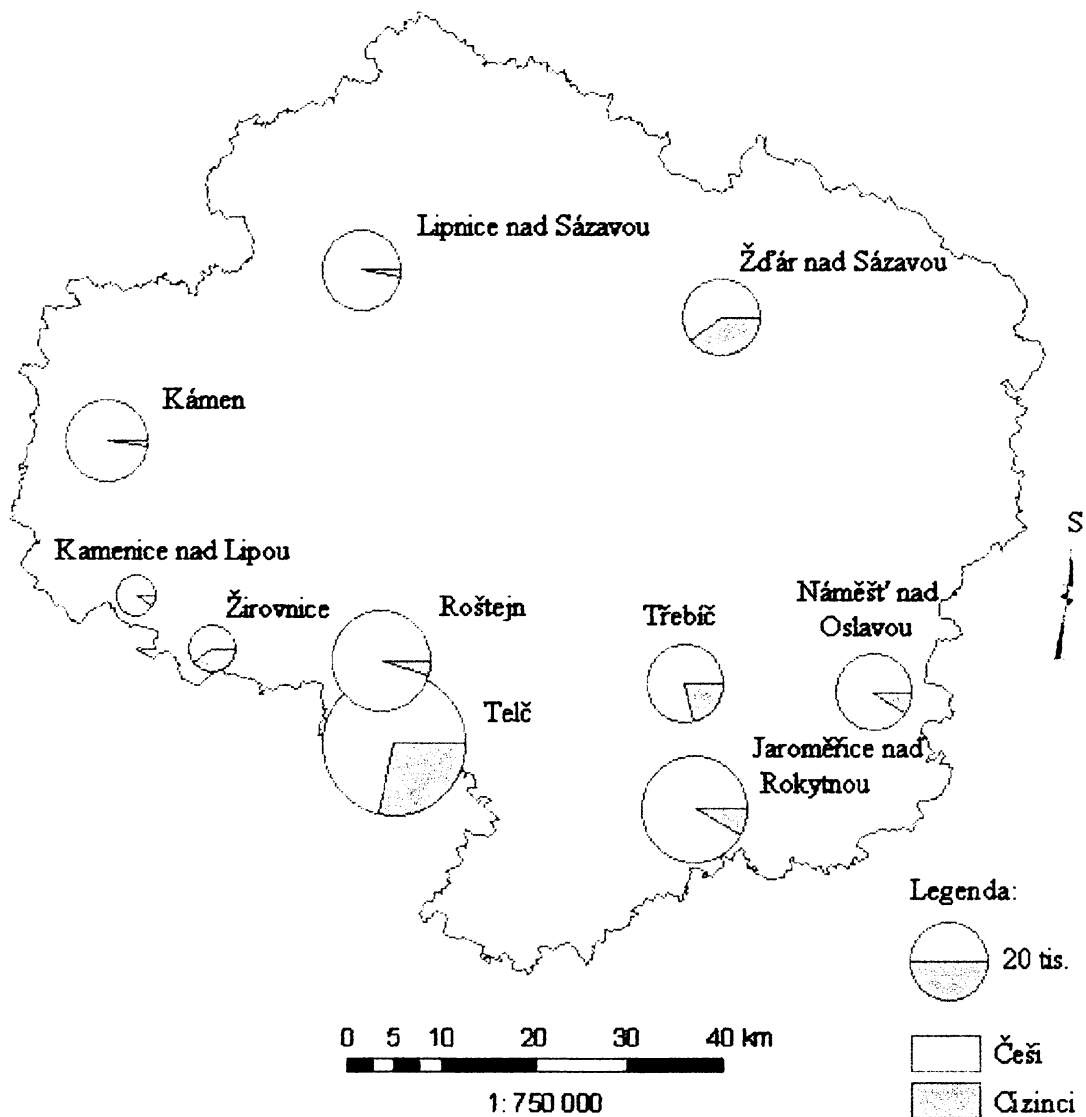 Lipnice nad Sázavou
Žďár nad Sázavou
Kámen
S
Kamenice nad Lipou
Žirovnice
Roštejn
Třebíč
Náměšť nad
Oslavou
Telč
Jaroměřice nad
Rokytnou
Legenda:
20 tis.
0 5 10 20 30 40 km
1: 750 000
Češi
Cizinci